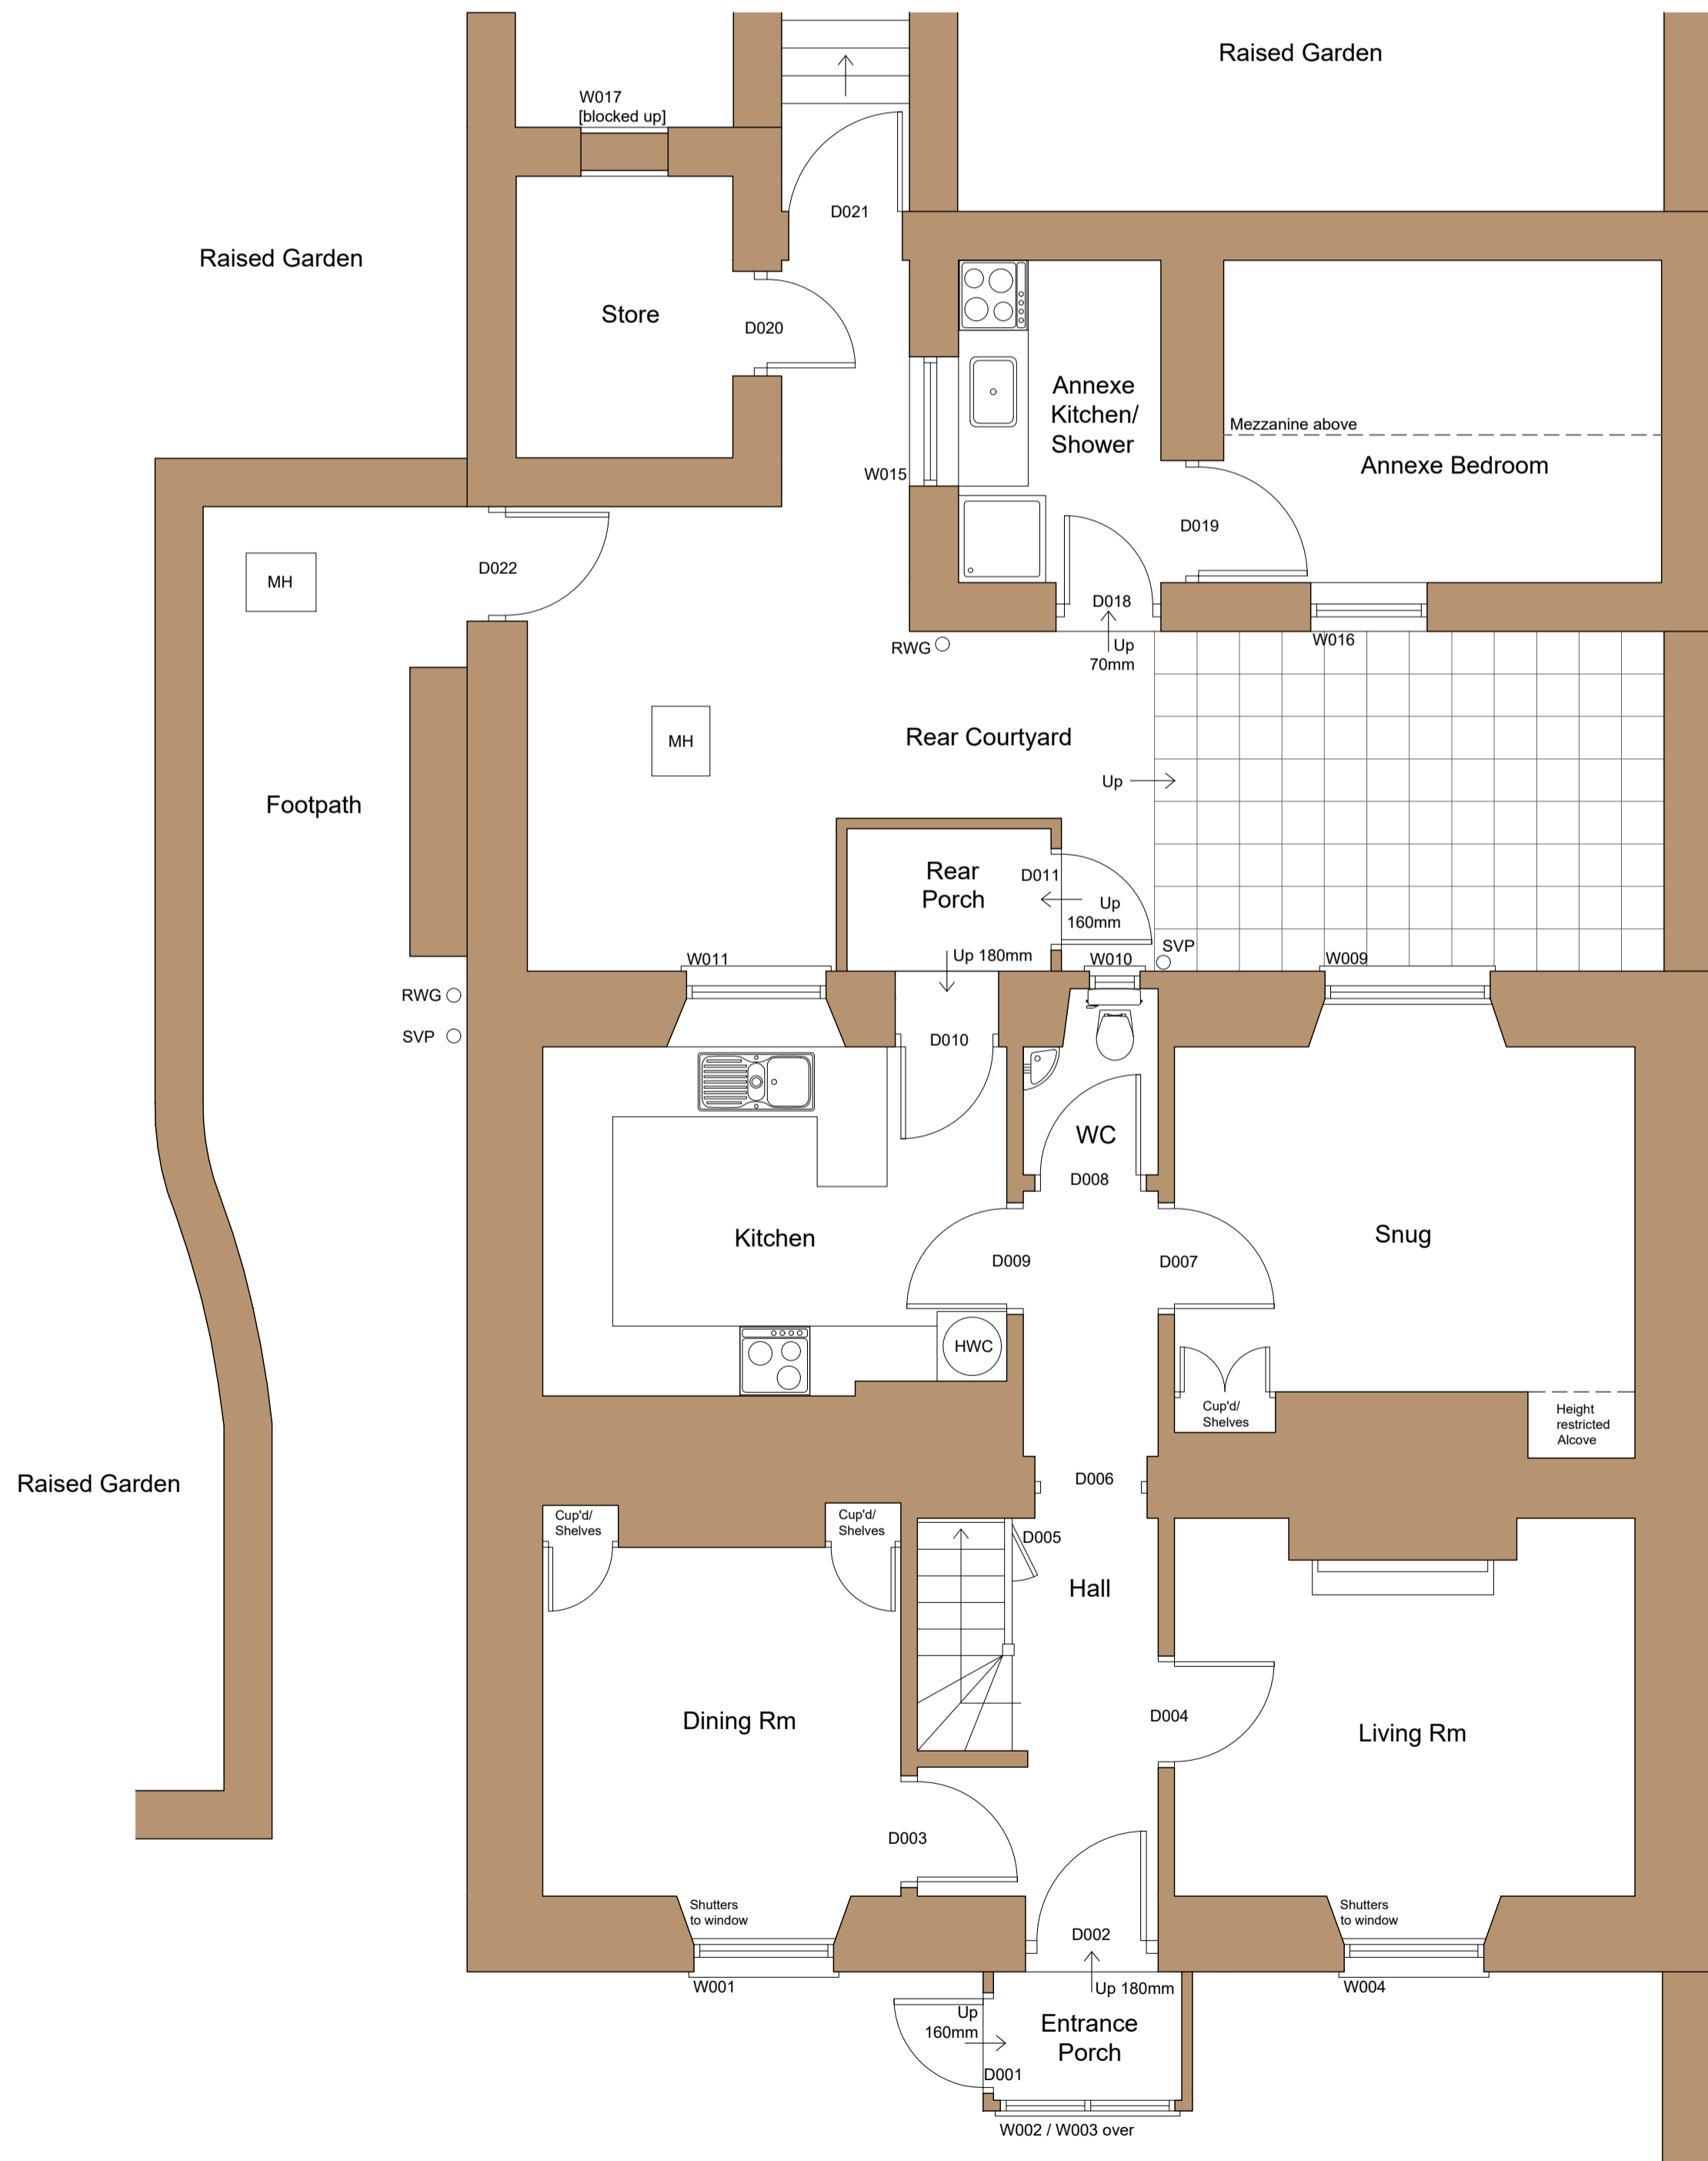 Raised Garden
W017
[blocked up]
D021
Raised Garden
Store
D020
Annexe
Kitchen/
Shower
Mezzanine above
Annexe Bedroom
W015
D019
D022
MH
D018
RWG
Up
70mm
W016
MH
Rear Courtyard
Up
Footpath
Rear
Porch
D011
Up
160mm
SVP
W011
Up 180mm
W010
W009
RWG
SVP
D010
WC
D008
Kitchen
D009
D007
Snug
HWC
Cup'd/
Shelves
Height
restricted
Alcove
Raised Garden
D006
Cup'd/
Shelves
Cup'd/
Shelves
D005
Hall
Dining Rm
D004
Living Rm
D003
Shutters
to window
Shutters
to window
D002
W001
Up 180mm
W004
Up
160mm
Entrance
Porch
D001
W002 / W003 over